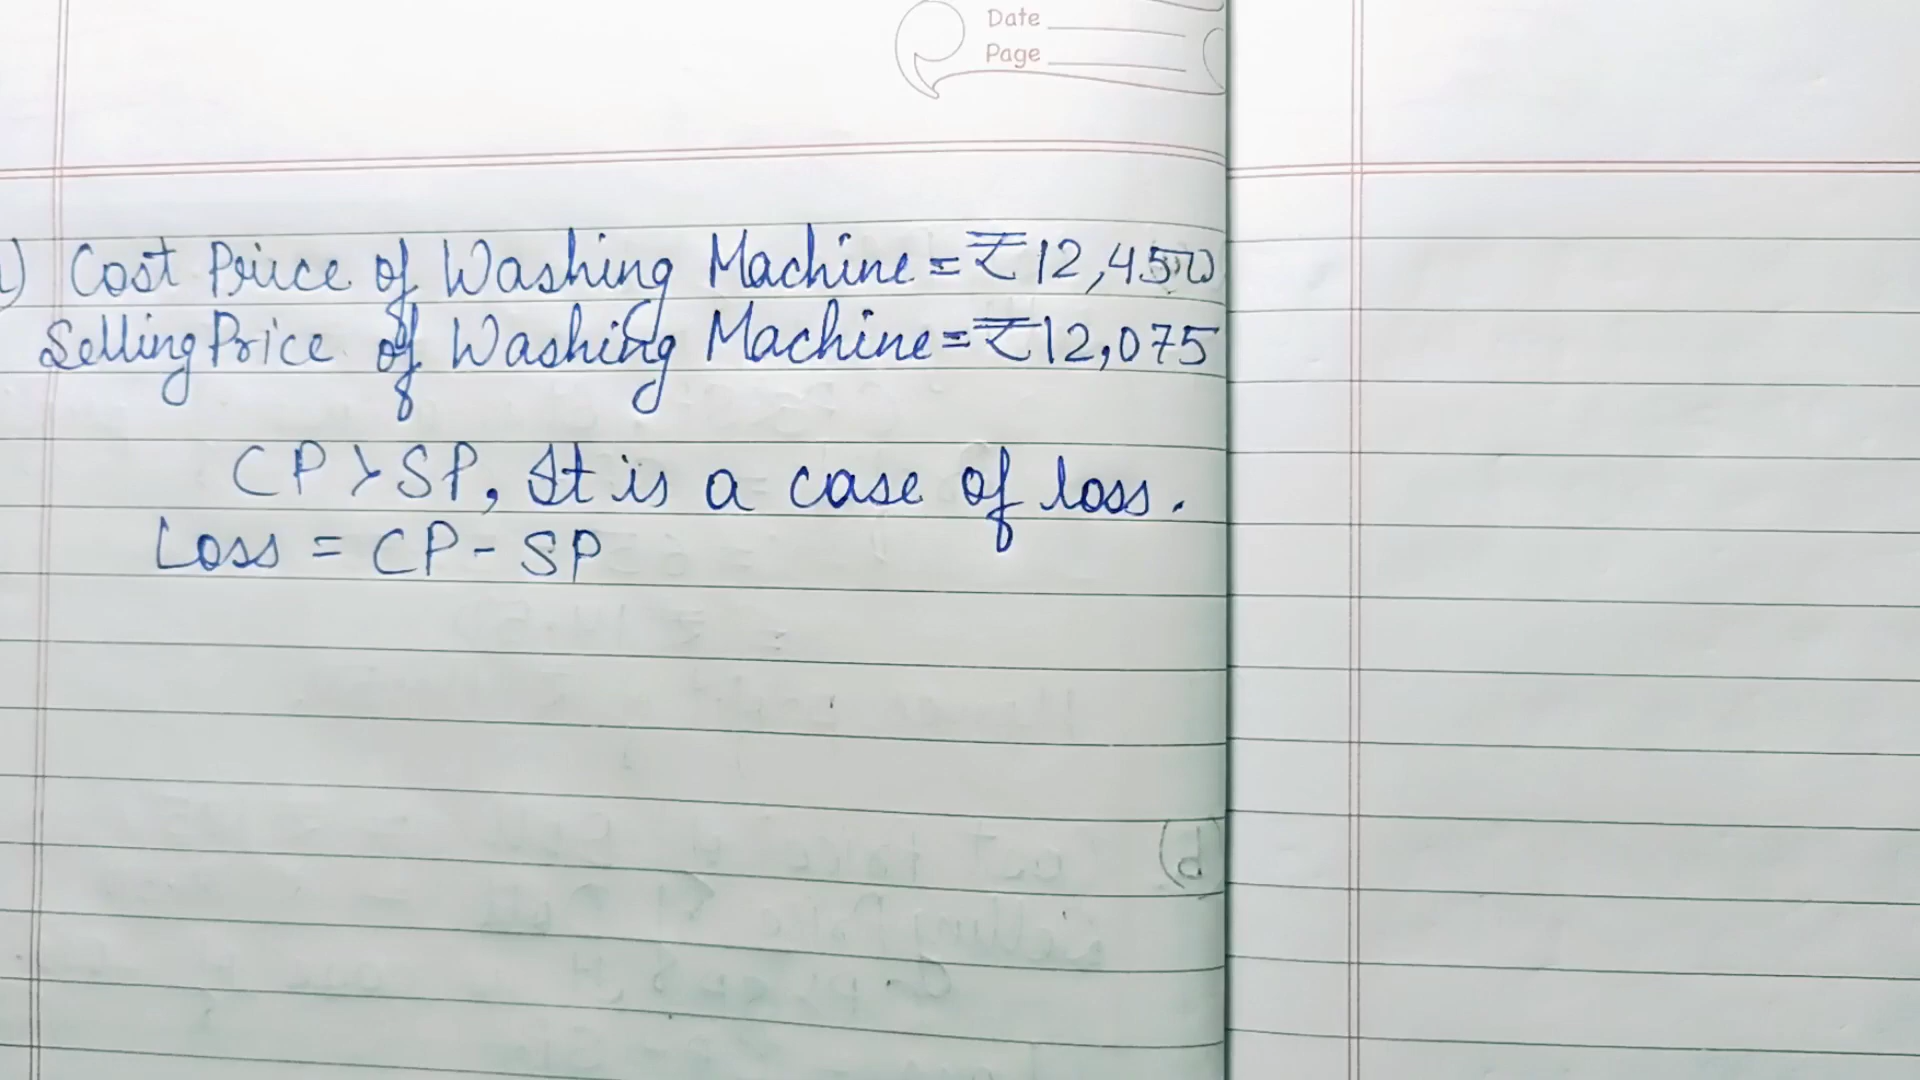 Date
Page
Cost Price of Washing Machine = ₹ 12,450
Selling Price of Washing Machine = ₹ 12,075
CP > SP, It is a case of loss.
Loss = CP - SP